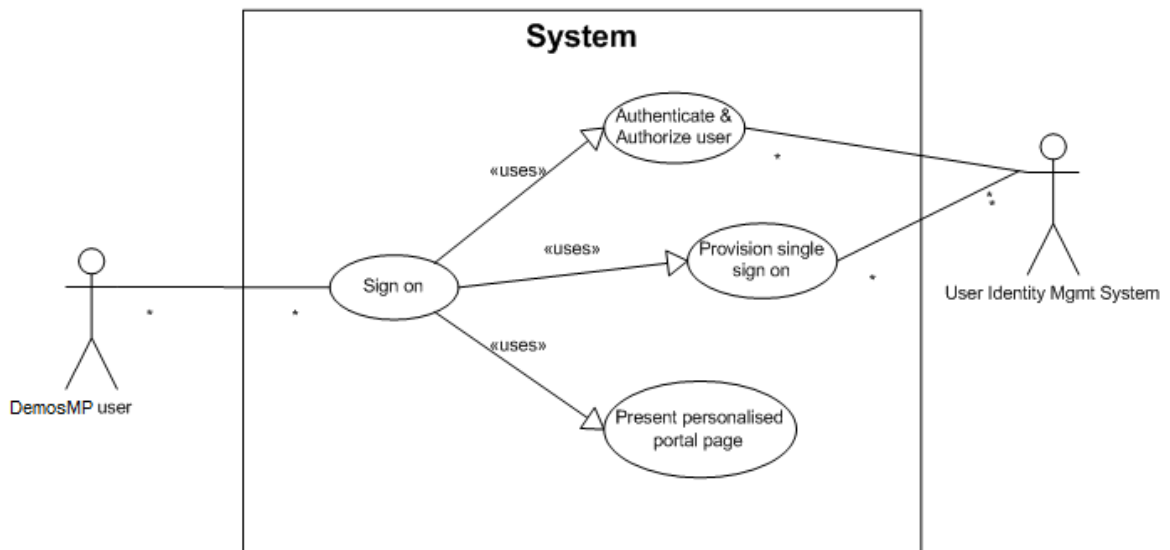 System
Authenticate &
Authorize user
«uses»
*
*
*
«uses»
Provision single
sign on
*
User Identity Mgmt System
Sign on
*
*
«uses»
DemosMP user
Present personalised
portal page